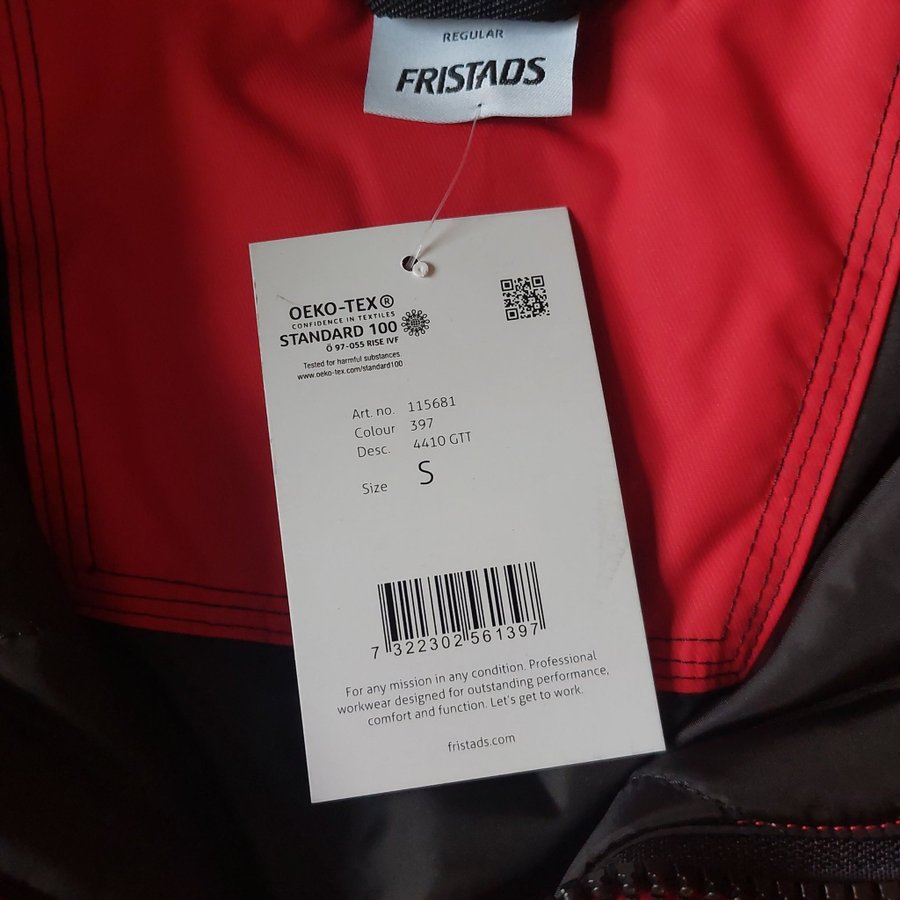 REGULAR
FRISTADS
OEKO-TEX®
CONFIDENCE IN TEXTILES
STANDARD 100
Ö 97-055 RISE IVF
Tested for harmful substances.
www.oeko-tex.com/standard100
Art. no. 115681
Colour 397
Desc. 4410 GTT
Size S
7 322302 561397
For any mission in any condition. Professional
workwear designed for outstanding performance,
comfort and function. Let's get to work.
fristads.com